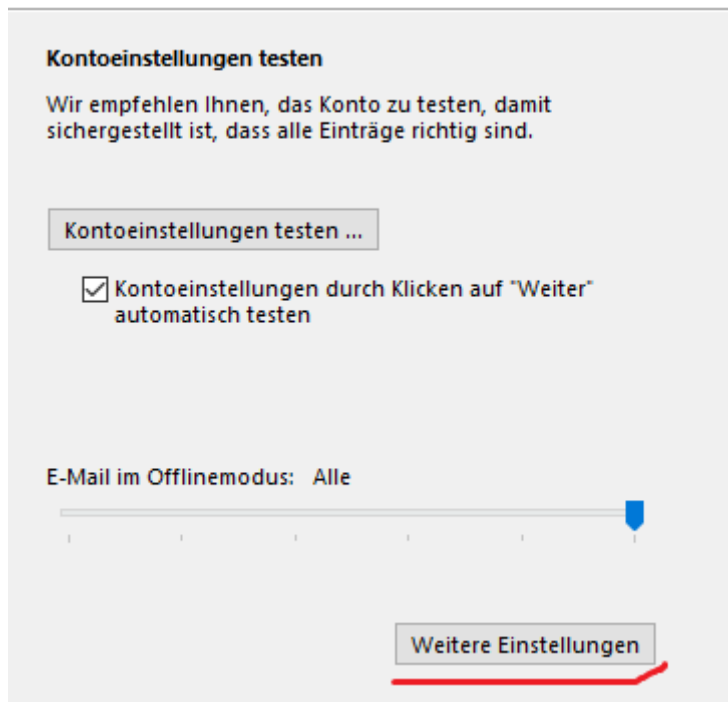 Kontoeinstellungen testen
Wir empfehlen Ihnen, das Konto zu testen, damit
sichergestellt ist, dass alle Einträge richtig sind.
Kontoeinstellungen testen ...
Kontoeinstellungen durch Klicken auf "Weiter"
automatisch testen
E-Mail im Offlinemodus: Alle
Weitere Einstellungen